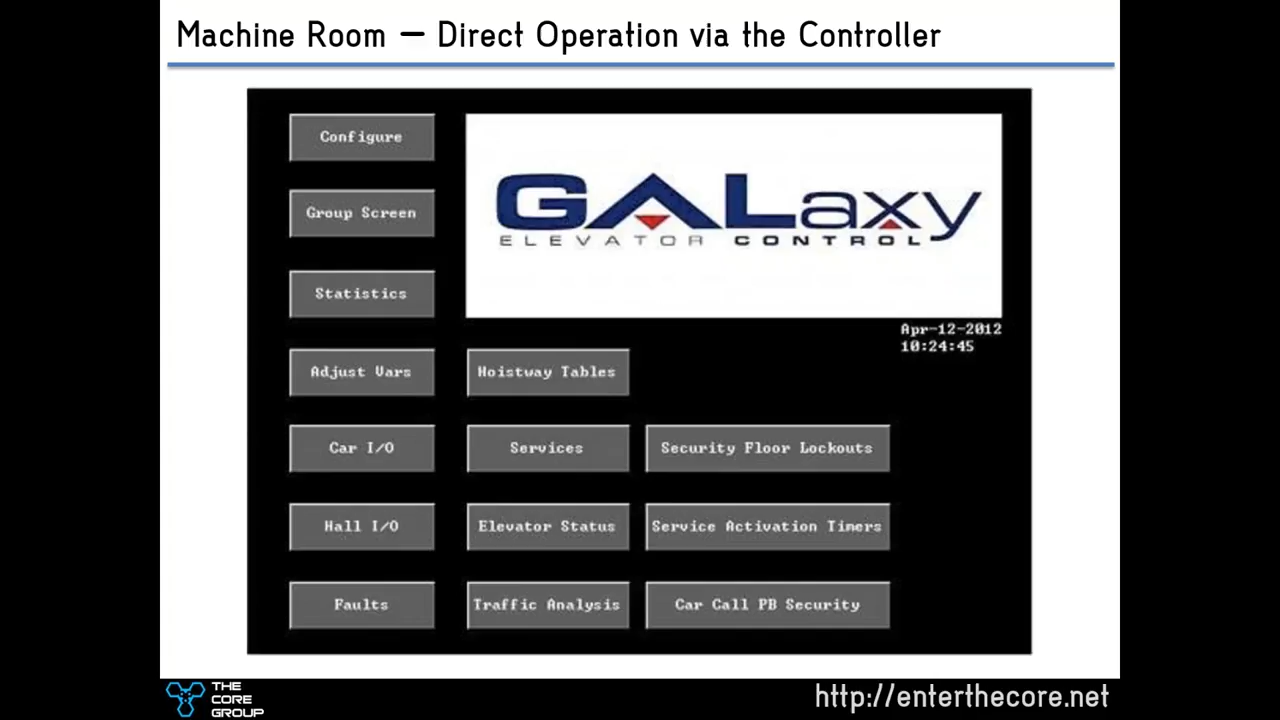 Machine Room — Direct Operation via the Controller
Configure
GALaxy
ELEVATOR CONTROL
Group Screen
Statistics
Apr-12-2012
10:24:45
Adjust Vars
Hoistway Tables
Car I/O
Services
Security Floor Lockouts
Hall I/O
Elevator Status
Service Activation Timers
Faults
Traffic Analysis
Car Call PB Security
THE
CORE
GROUP
http://enterthecore.net